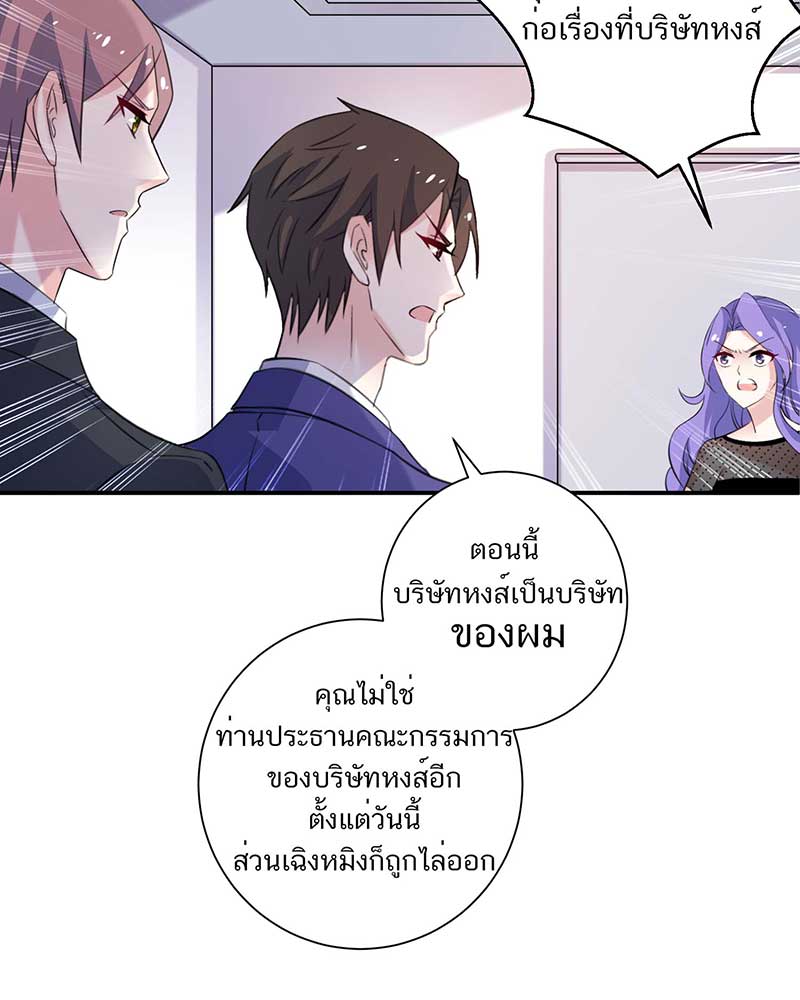 ก่อเรื่องที่บริษัทหงส์
ตอนนี้
บริษัทหงส์เป็นบริษัท
ของผม
คุณไม่ใช่
ท่านประธานคณะกรรมการ
ของบริษัทหงส์อีก
ตั้งแต่วันนี้
ส่วนเฉิงหมิงก็ถูกไล่ออก